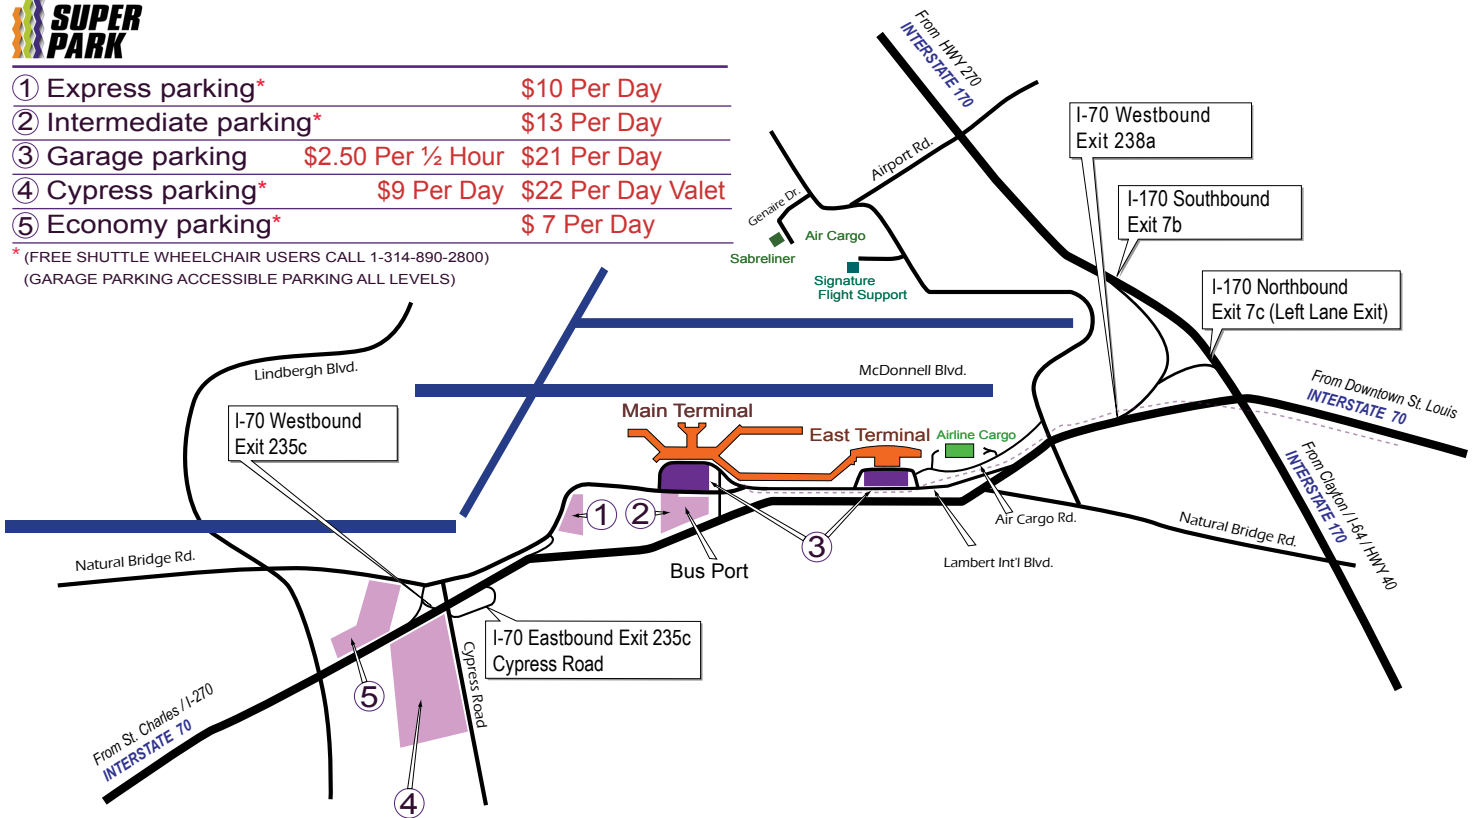 SUPER
PARK
1 Express parking* $10 Per Day
2 Intermediate parking* $13 Per Day
3 Garage parking $2.50 Per ½ Hour $21 Per Day
4 Cypress parking* $9 Per Day $22 Per Day Valet
5 Economy parking* $ 7 Per Day
* (FREE SHUTTLE WHEELCHAIR USERS CALL 1-314-890-2800)
(GARAGE PARKING ACCESSIBLE PARKING ALL LEVELS)
From HWY 270
INTERSTATE 170
I-70 Westbound
Exit 238a
Airport Rd.
Genaire Dr.
I-170 Southbound
Exit 7b
Air Cargo
Sabreliner
Signature
Flight Support
I-170 Northbound
Exit 7c (Left Lane Exit)
Lindbergh Blvd.
McDonnell Blvd.
From Downtown St. Louis
INTERSTATE 70
I-70 Westbound
Exit 235c
Main Terminal
East Terminal
Airline Cargo
From Clayton / I-64 / HWY 40
INTERSTATE 170
1
2
3
Air Cargo Rd.
Natural Bridge Rd.
Natural Bridge Rd.
Lambert Int'l Blvd.
Bus Port
I-70 Eastbound Exit 235c
Cypress Road
Cypress Road
5
From St. Charles / I-270
INTERSTATE 70
4